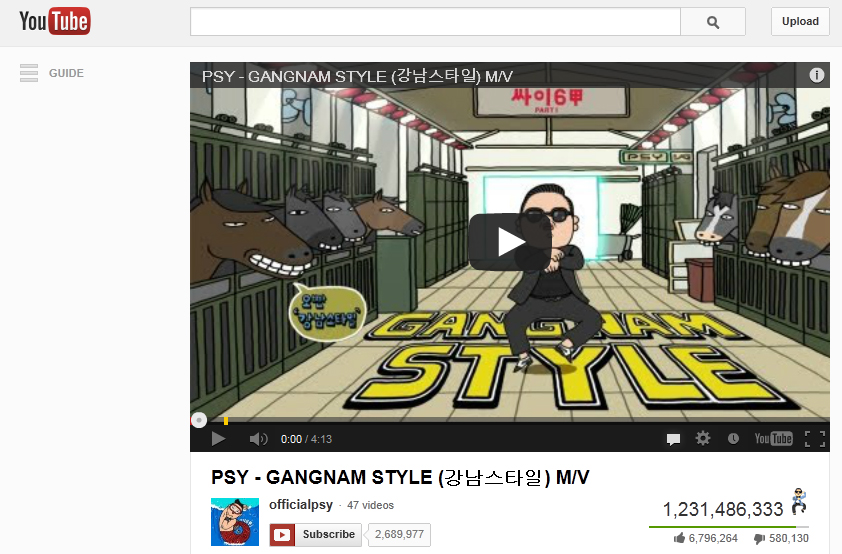 YouTube
Upload
GUIDE
PSY - GANGNAM STYLE (강남스타일) M/V
싸이6甲
PART 1
PSY
오빤
강남스타일
GANGNAM
STYLE
0:00 / 4:13
YouTube
PSY - GANGNAM STYLE (강남스타일) M/V
officialpsy · 47 videos
1,231,486,333
Subscribe 2,689,977
6,796,264 580,130